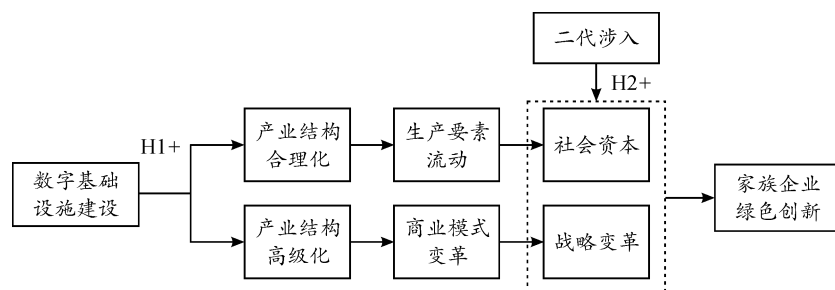 二代涉入
H2+
H1+
产业结构
合理化
生产要素
流动
社会资本
数字基础
设施建设
家族企业
绿色创新
产业结构
高级化
商业模式
变革
战略变革